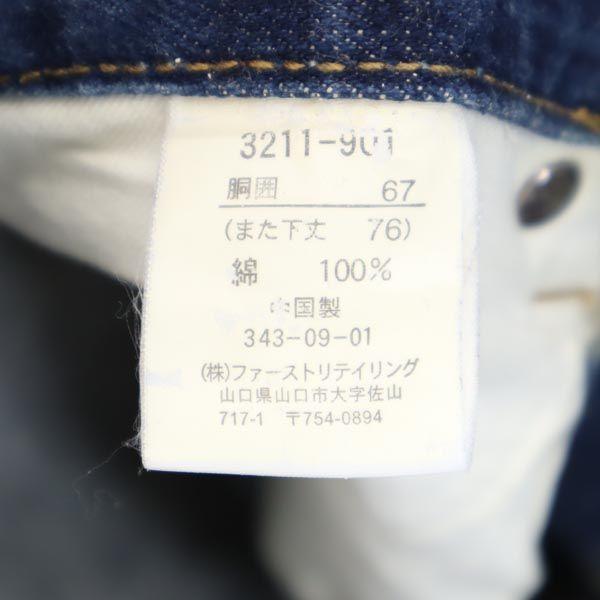 3211-901
胴囲 67
(また下丈 76)
綿 100%
中国製
343-09-01
(株)ファーストリテイリング
山口県山口市大字佐山
717-1 〒754-0894